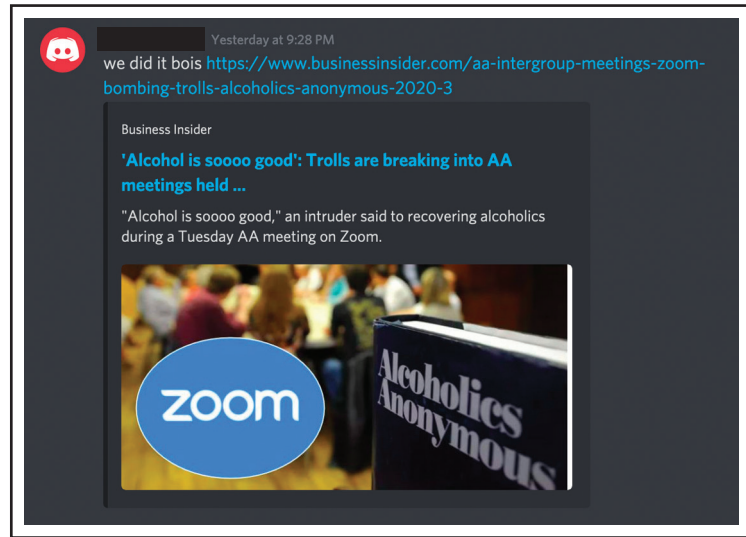 Yesterday at 9:28 PM
we did it bois https://www.businessinsider.com/aa-intergroup-meetings-zoom-
bombing-trolls-alcoholics-anonymous-2020-3
Business Insider
'Alcohol is soooo good': Trolls are breaking into AA
meetings held ...
"Alcohol is soooo good," an intruder said to recovering alcoholics
during a Tuesday AA meeting on Zoom.
zoom
Alcoholics
Anonymous